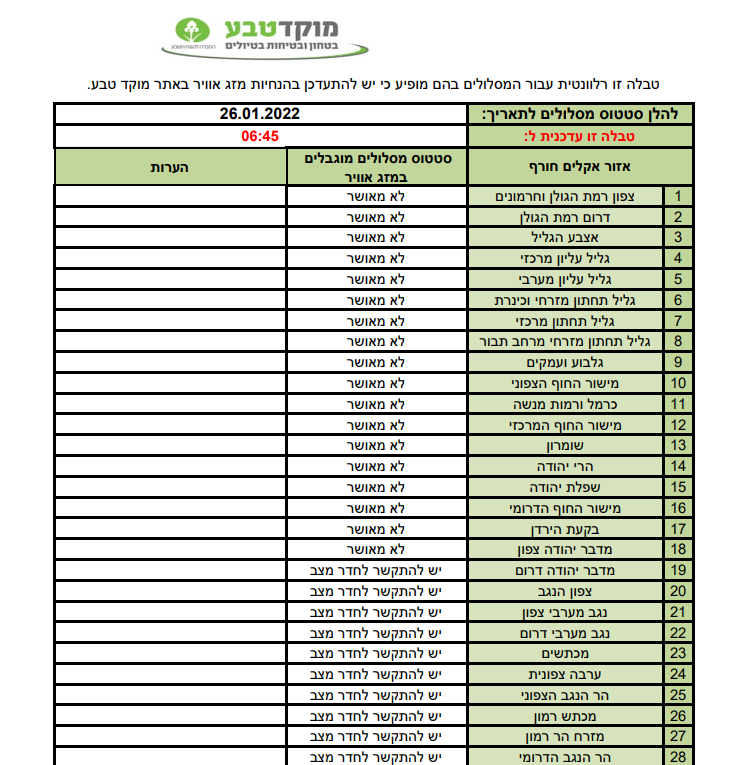 מוקדטבע
בטחון ובטיחות בטיולים
החברה להגנת הטבע
טבלה זו רלוונטית עבור המסלולים בהם מופיע כי יש להתעדכן בהנחיות מזג אוויר באתר מוקד טבע.
להלן סטטוס מסלולים לתאריך: 26.01.2022
טבלה זו עדכנית ל: 06:45
אזור אקלים חורף סטטוס מסלולים מוגבלים במזג אוויר הערות
1 צפון רמת הגולן וחרמונים לא מאושר
2 דרום רמת הגולן לא מאושר
3 אצבע הגליל לא מאושר
4 גליל עליון מרכזי לא מאושר
5 גליל עליון מערבי לא מאושר
6 גליל תחתון מזרחי וכינרת לא מאושר
7 גליל תחתון מרכזי לא מאושר
8 גליל תחתון מזרחי מרחב תבור לא מאושר
9 גלבוע ועמקים לא מאושר
10 מישור החוף הצפוני לא מאושר
11 כרמל ורמות מנשה לא מאושר
12 מישור החוף המרכזי לא מאושר
13 שומרון לא מאושר
14 הרי יהודה לא מאושר
15 שפלת יהודה לא מאושר
16 מישור החוף הדרומי לא מאושר
17 בקעת הירדן לא מאושר
18 מדבר יהודה צפון לא מאושר
19 מדבר יהודה דרום יש להתקשר לחדר מצב
20 צפון הנגב יש להתקשר לחדר מצב
21 נגב מערבי צפון יש להתקשר לחדר מצב
22 נגב מערבי דרום יש להתקשר לחדר מצב
23 מכתשים יש להתקשר לחדר מצב
24 ערבה צפונית יש להתקשר לחדר מצב
25 הר הנגב הצפוני יש להתקשר לחדר מצב
26 מכתש רמון יש להתקשר לחדר מצב
27 מזרח הר רמון יש להתקשר לחדר מצב
28 הר הנגב הדרומי יש להתקשר לחדר מצב